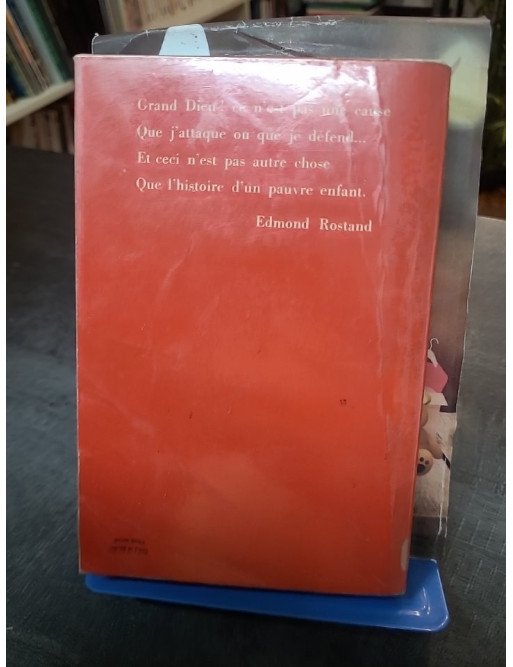 Grand Dieu! ce n'est pas une cause
Que j'attaque ou que je défend...
Et ceci n'est pas autre chose
Que l'histoire d'un pauvre enfant.
Edmond Rostand